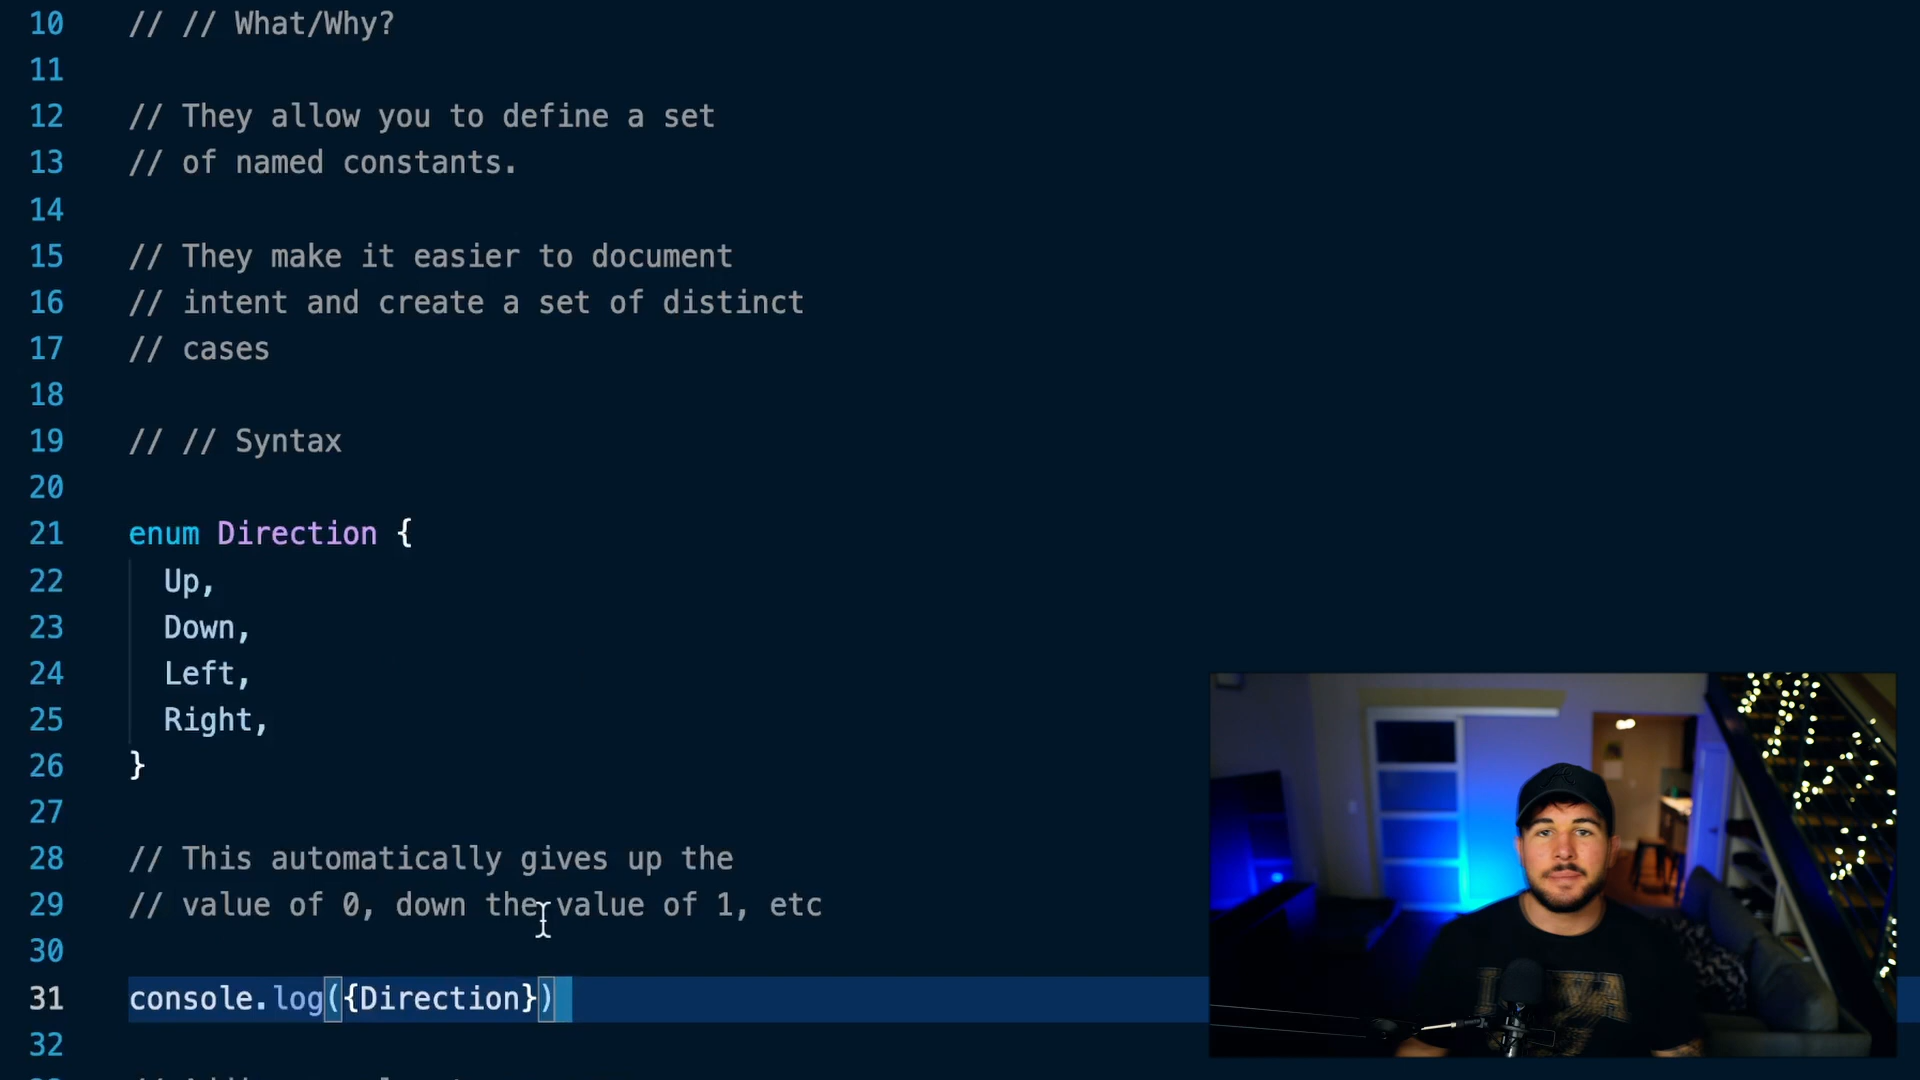 10 // // What/Why?
11
12 // They allow you to define a set
13 // of named constants.
14
15 // They make it easier to document
16 // intent and create a set of distinct
17 // cases
18
19 // // Syntax
20
21 enum Direction {
22 Up,
23 Down,
24 Left,
25 Right,
26 }
27
28 // This automatically gives up the
29 // value of 0, down the value of 1, etc
30
31 console.log({Direction})
32